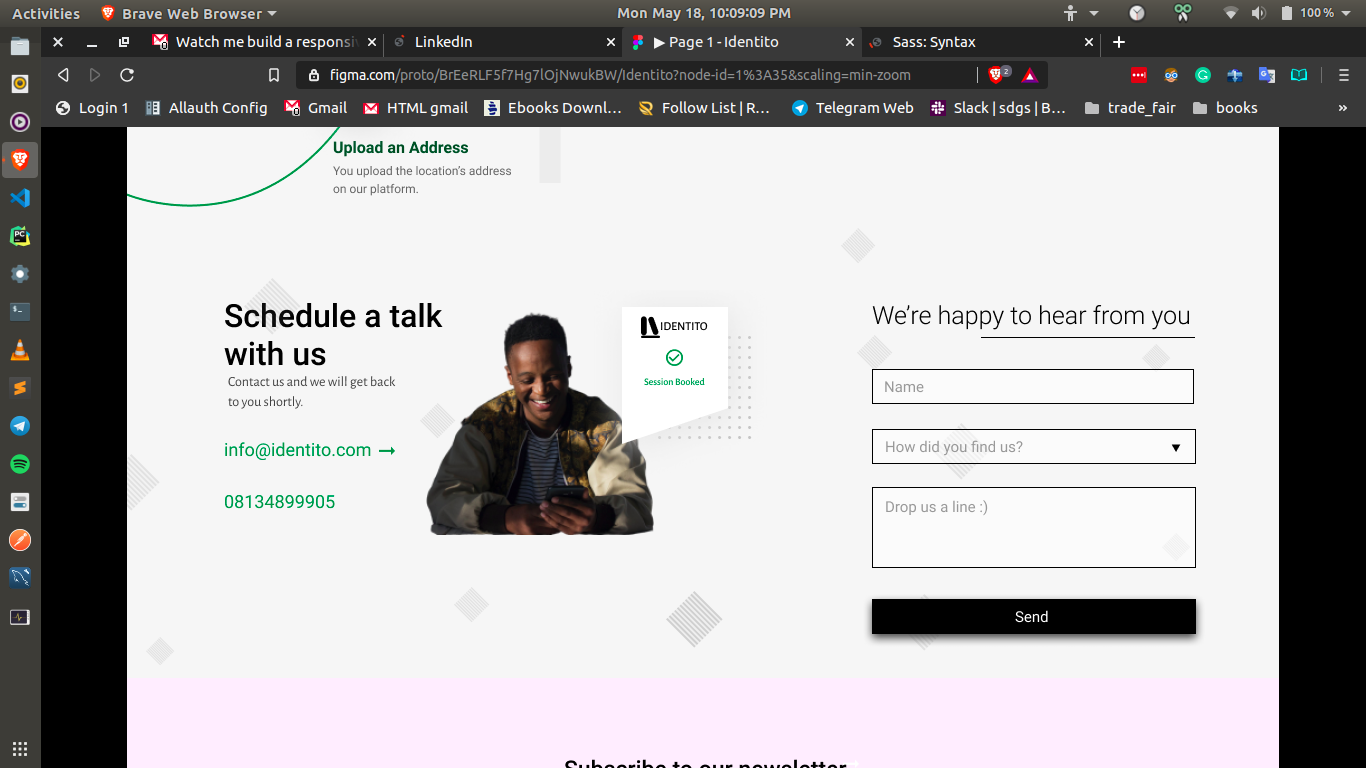 Activities
Brave Web Browser
Mon May 18, 10:09:09 PM
100 %
Watch me build a responsiv
LinkedIn
▶ Page 1 - Identito
Sass: Syntax
figma.com/proto/BrEeRLF5f7Hg7lOjNwukBW/Identito?node-id=1%3A35&scaling=min-zoom
2
Login 1
Allauth Config
Gmail
HTML gmail
Ebooks Downl...
Follow List | R...
Telegram Web
Slack | sdgs | B...
trade_fair
books
»
Upload an Address
You upload the location’s address
on our platform.
Schedule a talk
with us
Contact us and we will get back
to you shortly.
info@identito.com
08134899905
IDENTITO
Session Booked
We’re happy to hear from you
Name
How did you find us?
Drop us a line :)
Send
Subscribe to our newsletter